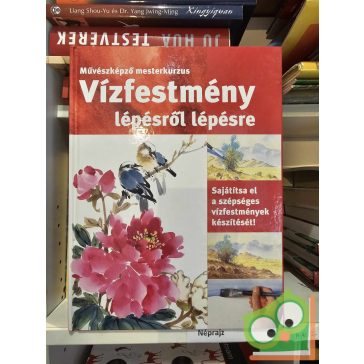 Liang Shou-Yu és Dr. Yang Jwing-Ming Xingyiquan
JU HUA TESTVÉREK
Művészképző mesterkurzus
Vízfestmény
lépésről lépésre
Sajátítsa el
a szépséges
vízfestmények
készítését!
Néprajz